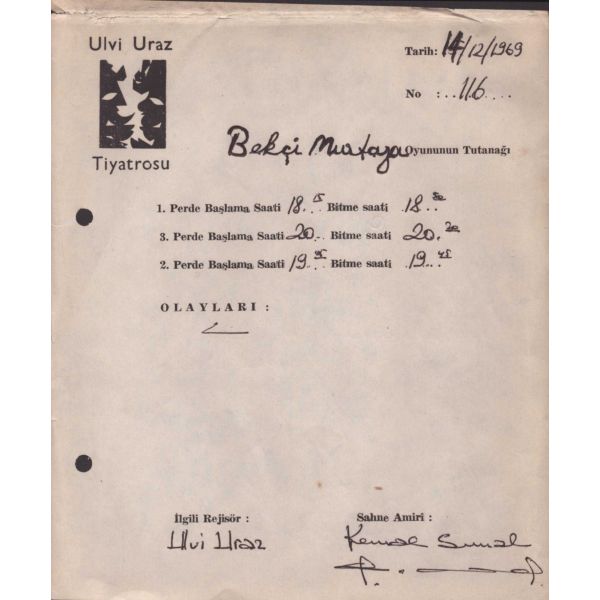 Ulvi Uraz
Tiyatrosu
Tarih: 14/12/1969
No : ..116....
Bekçi Murtaza Oyununun Tutanağı
1. Perde Başlama Saati 18.15 Bitme saati 18..
3. Perde Başlama Saati 20... Bitme saati 20.
2. Perde Başlama Saati 19.. Bitme saati 19..45
OLAYLARI :
İlgili Rejisör :
Ulvi Uraz
Sahne Amiri :
Kemal Sunal